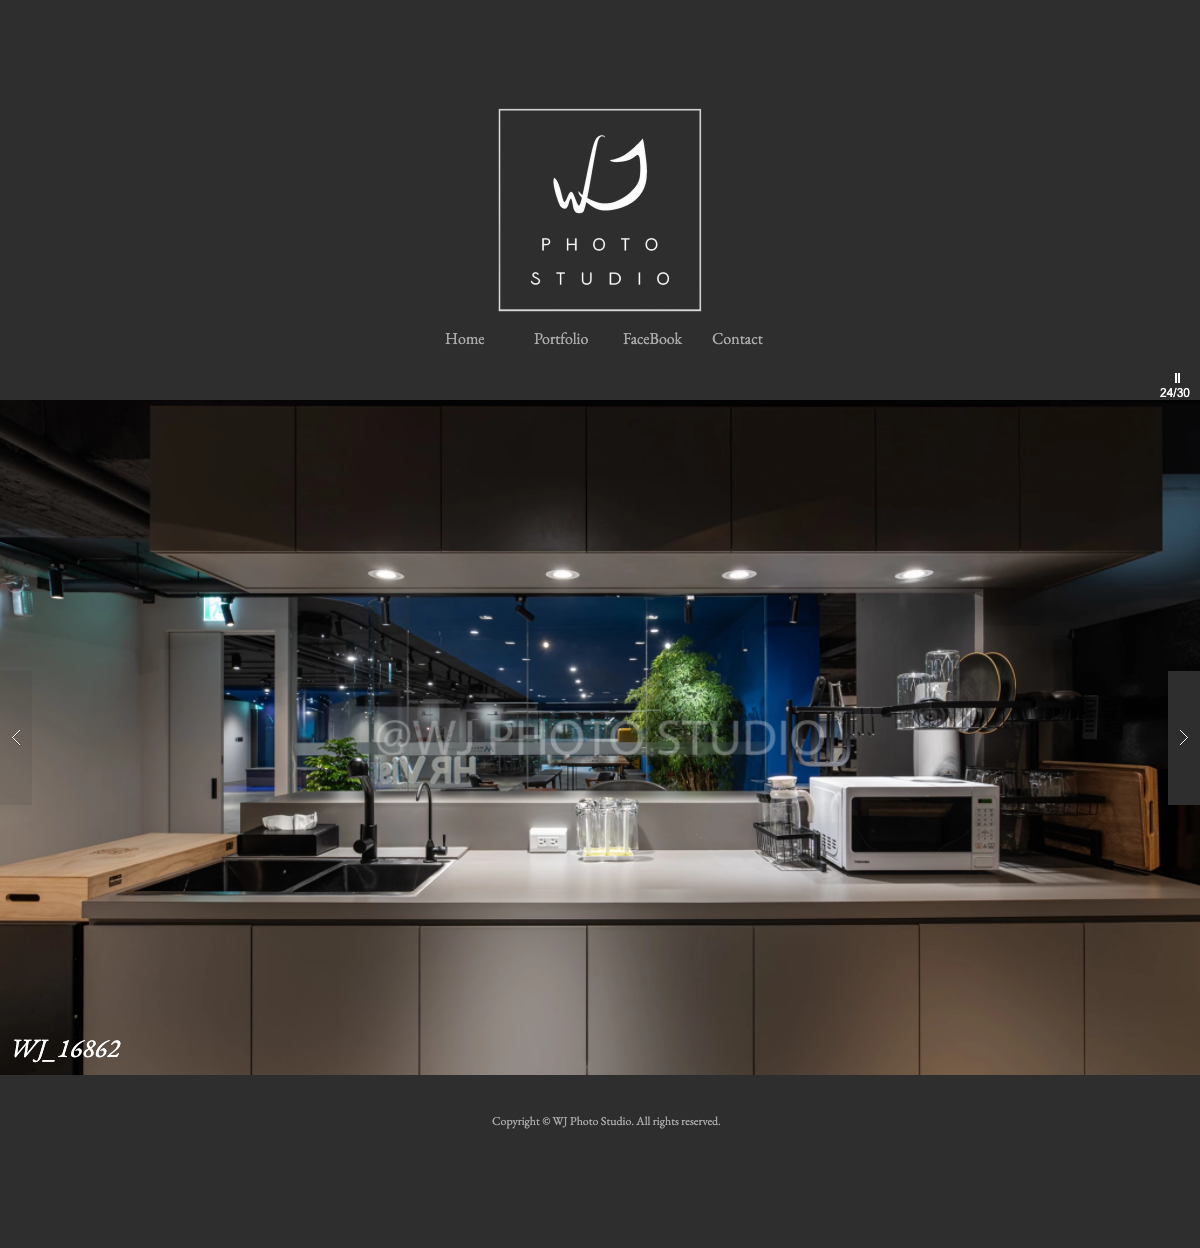 WJ
PHOTO
STUDIO
Home Portfolio FaceBook Contact
24/30
@WJ PHOTO STUDIO
WJ_16862
Copyright © WJ Photo Studio. All rights reserved.